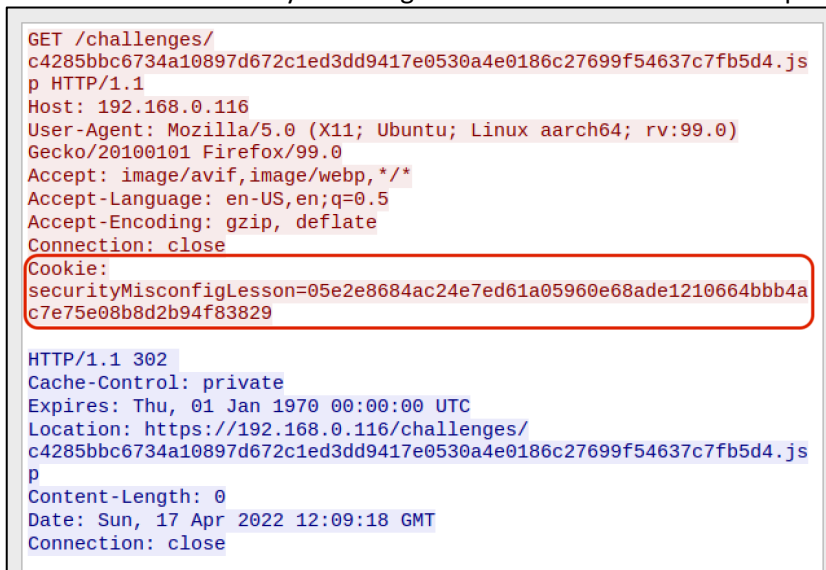 GET /challenges/
c4285bbc6734a10897d672c1ed3dd9417e0530a4e0186c27699f54637c7fb5d4.js
p HTTP/1.1
Host: 192.168.0.116
User-Agent: Mozilla/5.0 (X11; Ubuntu; Linux aarch64; rv:99.0)
Gecko/20100101 Firefox/99.0
Accept: image/avif,image/webp,*/*
Accept-Language: en-US,en;q=0.5
Accept-Encoding: gzip, deflate
Connection: close
Cookie:
securityMisconfigLesson=05e2e8684ac24e7ed61a05960e68ade1210664bbb4a
c7e75e08b8d2b94f83829
HTTP/1.1 302
Cache-Control: private
Expires: Thu, 01 Jan 1970 00:00:00 UTC
Location: https://192.168.0.116/challenges/
c4285bbc6734a10897d672c1ed3dd9417e0530a4e0186c27699f54637c7fb5d4.js
p
Content-Length: 0
Date: Sun, 17 Apr 2022 12:09:18 GMT
Connection: close